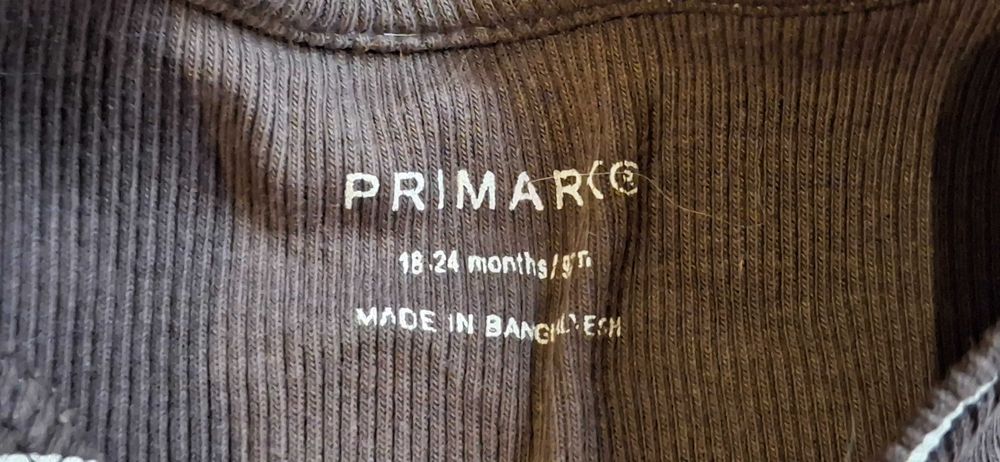 PRIMARK®
18-24 months/
MADE IN BANGLADESH